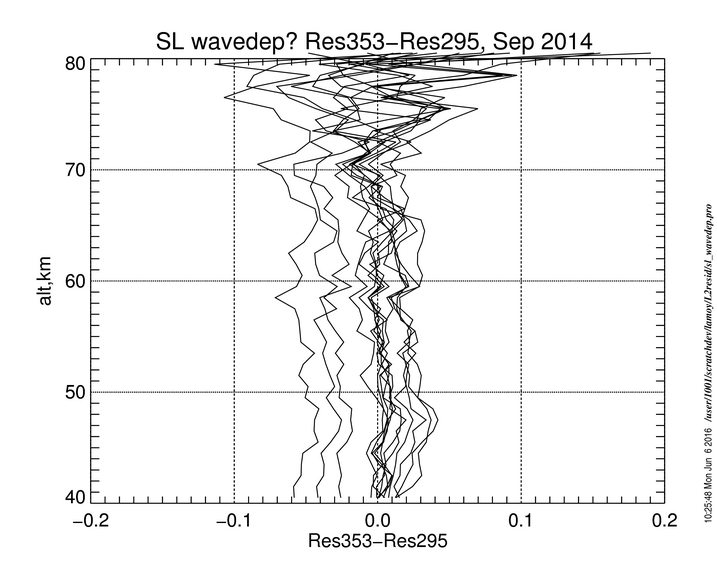 SL wavedep? Res353−Res295, Sep 2014
80
70
60
50
40
alt,km
−0.2 −0.1 0.0 0.1 0.2
Res353−Res295
10:25:48 Mon Jun 6 2016 /user/1001/scratchdev/lamoy/L2resid/sl_wavedep.pro